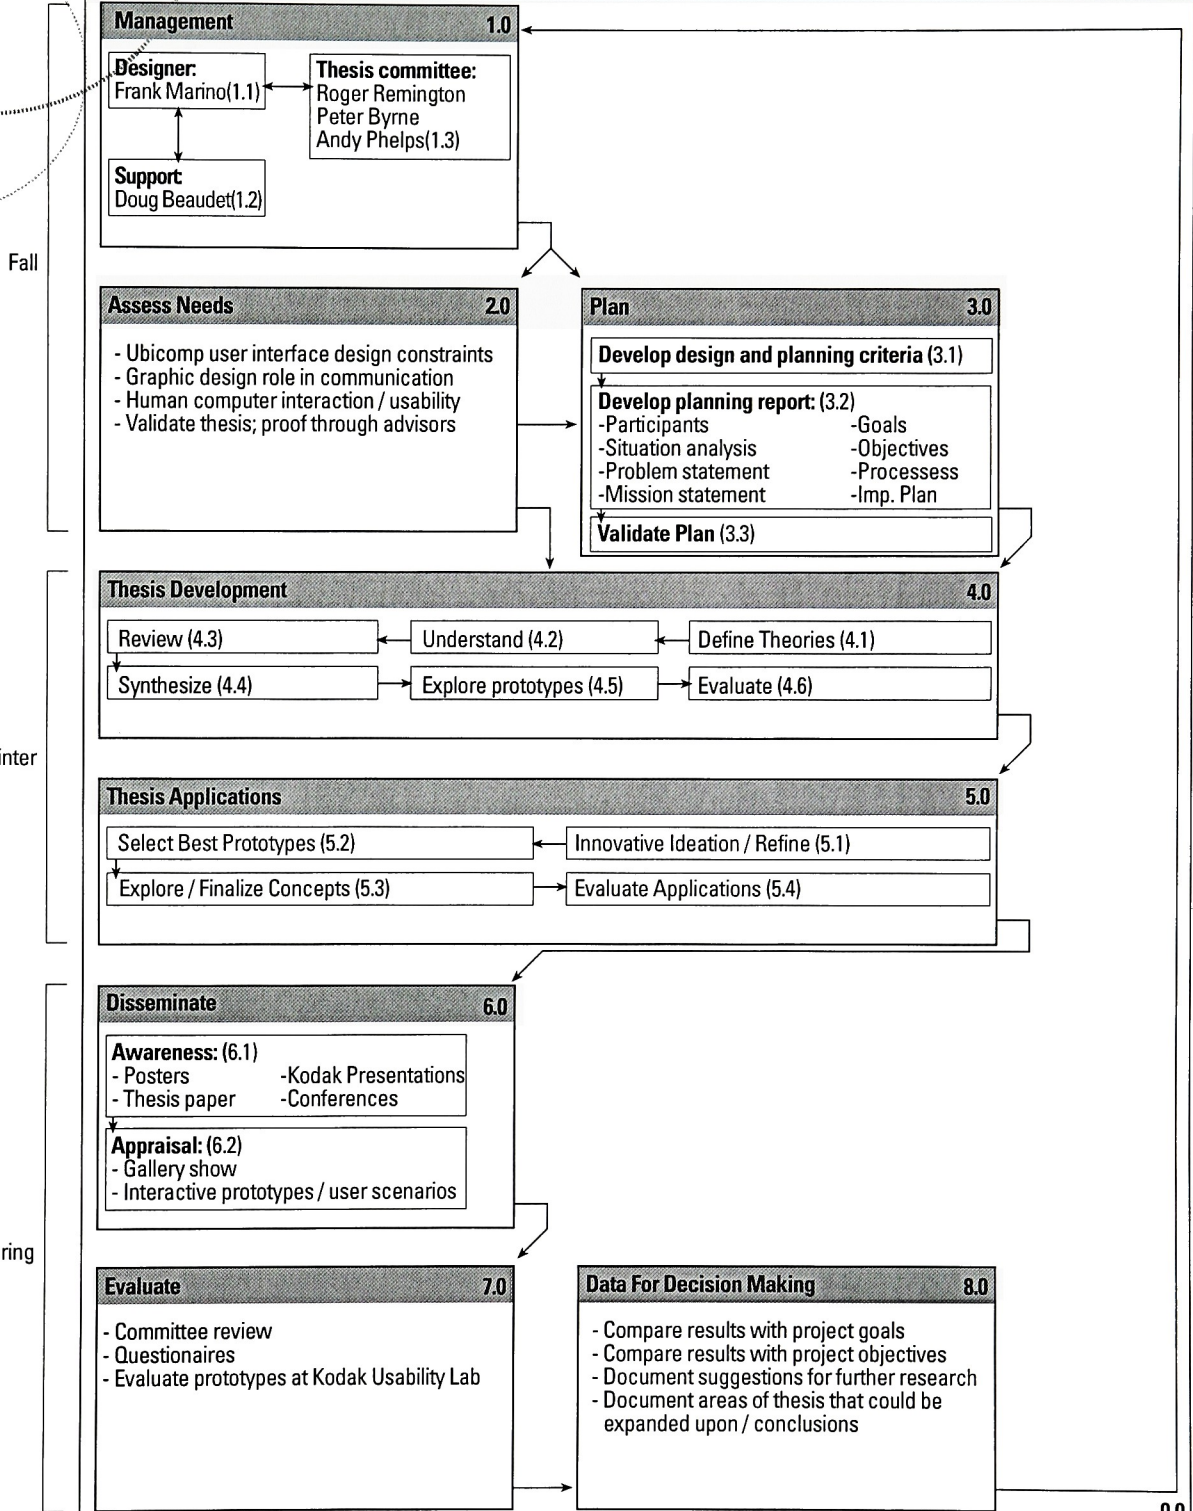 Management 1.0
Designer:
Frank Marino(1.1)
Thesis committee:
Roger Remington
Peter Byrne
Andy Phelps(1.3)
Support:
Doug Beaudet(1.2)
Fall
Assess Needs 2.0
- Ubicomp user interface design constraints
- Graphic design role in communication
- Human computer interaction / usability
- Validate thesis; proof through advisors
Plan 3.0
Develop design and planning criteria (3.1)
Develop planning report: (3.2)
-Participants -Goals
-Situation analysis -Objectives
-Problem statement -Processess
-Mission statement -Imp. Plan
Validate Plan (3.3)
Thesis Development 4.0
Review (4.3) Understand (4.2) Define Theories (4.1)
Synthesize (4.4) Explore prototypes (4.5) Evaluate (4.6)
inter
Thesis Applications 5.0
Select Best Prototypes (5.2) Innovative Ideation / Refine (5.1)
Explore / Finalize Concepts (5.3) Evaluate Applications (5.4)
Disseminate 6.0
Awareness: (6.1)
- Posters -Kodak Presentations
- Thesis paper -Conferences
Appraisal: (6.2)
- Gallery show
- Interactive prototypes / user scenarios
ring
Evaluate 7.0
- Committee review
- Questionaires
- Evaluate prototypes at Kodak Usability Lab
Data For Decision Making 8.0
- Compare results with project goals
- Compare results with project objectives
- Document suggestions for further research
- Document areas of thesis that could be
expanded upon / conclusions